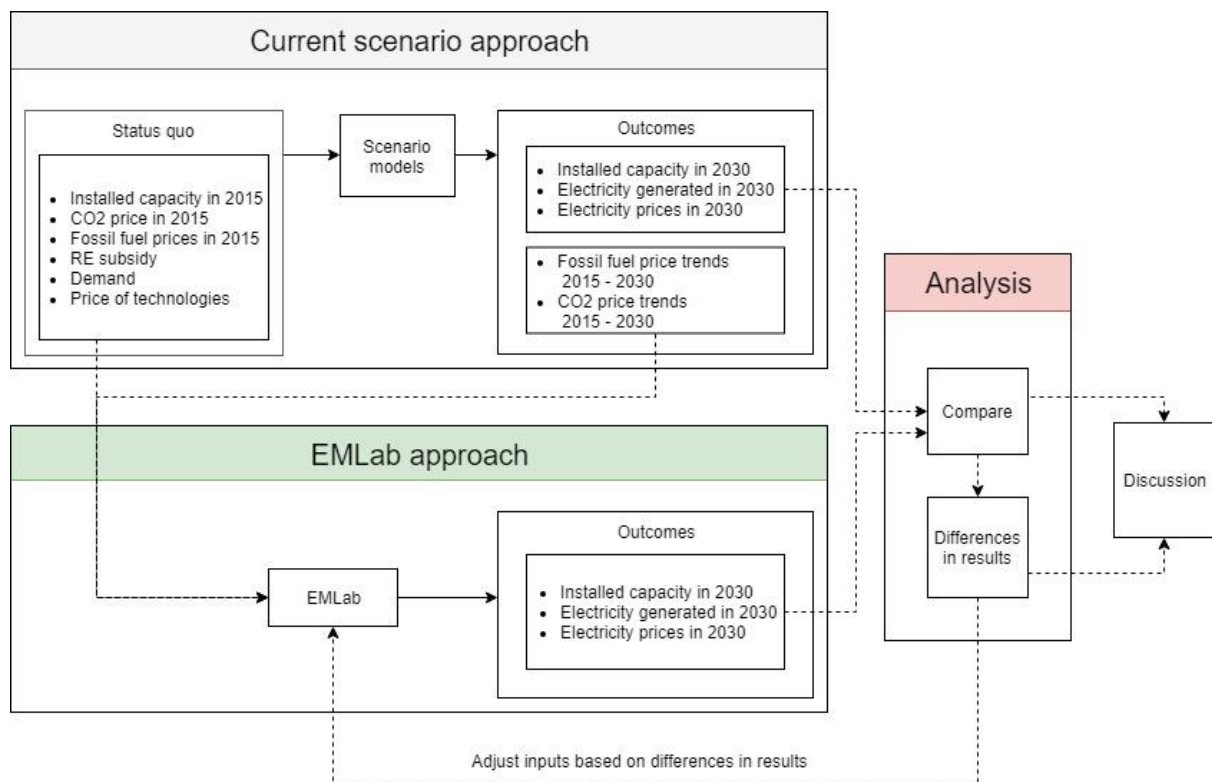 Current scenario approach
Status quo
• Installed capacity in 2015
• CO2 price in 2015
• Fossil fuel prices in 2015
• RE subsidy
• Demand
• Price of technologies
Scenario
models
Outcomes
• Installed capacity in 2030
• Electricity generated in 2030
• Electricity prices in 2030
• Fossil fuel price trends
2015 - 2030
• CO2 price trends
2015 - 2030
EMLab approach
EMLab
Outcomes
• Installed capacity in 2030
• Electricity generated in 2030
• Electricity prices in 2030
Analysis
Compare
Differences
in results
Discussion
Adjust inputs based on differences in results